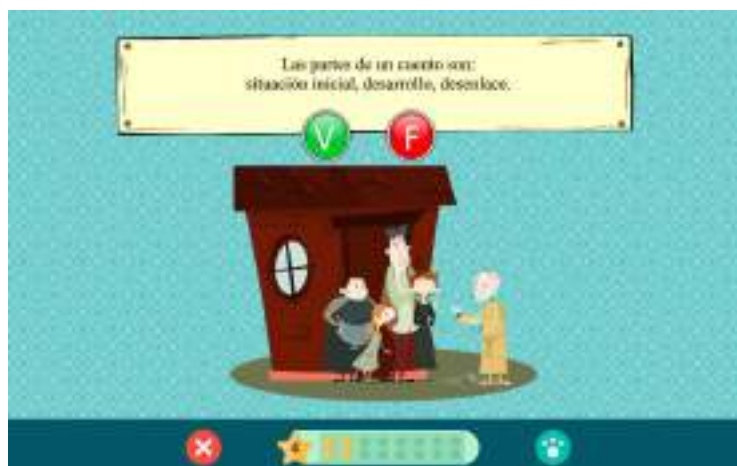 Las partes de un cuento son:
situación inicial, desarrollo, desenlace.
V F